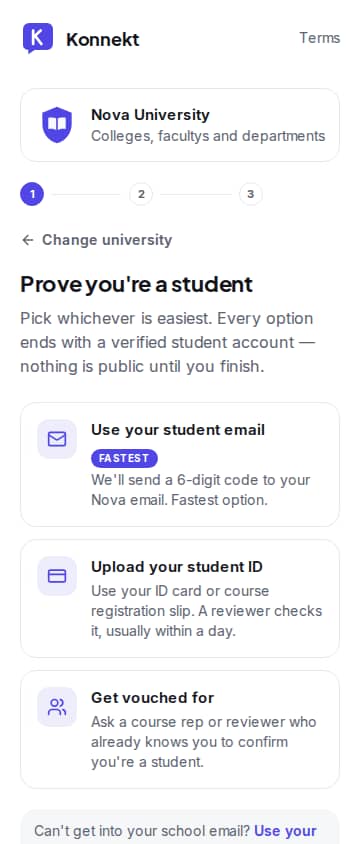 Konnekt
Terms
Nova University
Colleges, facultys and departments
1 2 3
Change university
Prove you're a student
Pick whichever is easiest. Every option
ends with a verified student account —
nothing is public until you finish.
Use your student email
FASTEST
We'll send a 6-digit code to your
Nova email. Fastest option.
Upload your student ID
Use your ID card or course
registration slip. A reviewer checks
it, usually within a day.
Get vouched for
Ask a course rep or reviewer who
already knows you to confirm
you're a student.
Can't get into your school email? Use your